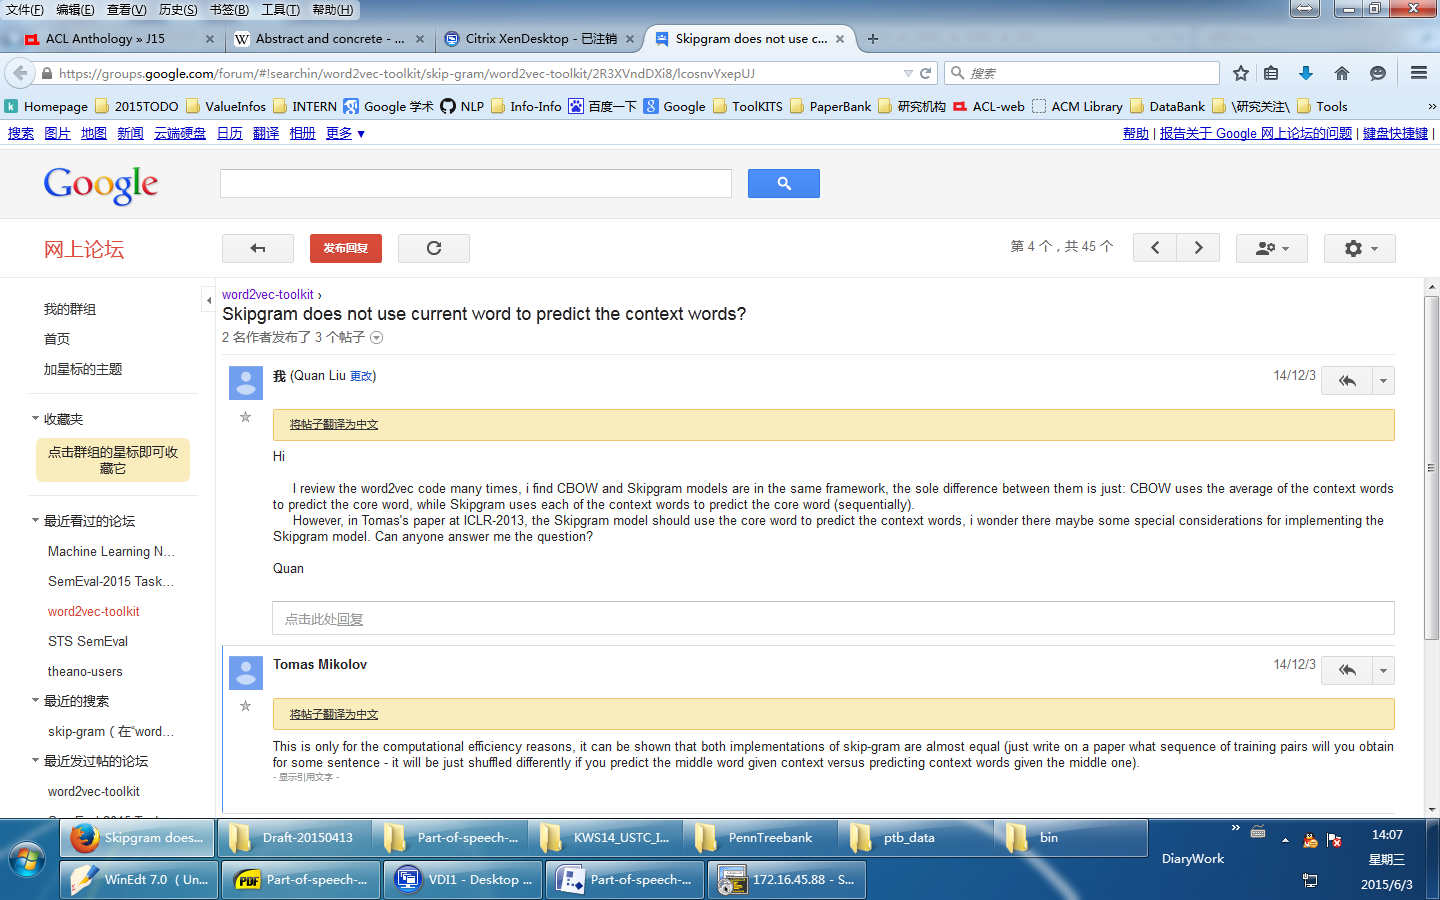 文件(F) 编辑(E) 查看(V) 历史(S) 书签(B) 工具(T) 帮助(H)
ACL Anthology » J15
Abstract and concrete - ...
Citrix XenDesktop - 已注销
Skipgram does not use c...
https://groups.google.com/forum/#!searchin/word2vec-toolkit/skip-gram/word2vec-toolkit/2R3XVndDXi8/lcosnvYxepUJ
搜索
Homepage 2015TODO ValueInfos INTERN Google 学术 NLP Info-Info 百度一下 Google ToolKITS PaperBank 研究机构 ACL-web ACM Library DataBank \研究关注\ Tools »
搜索 图片 地图 新闻 云端硬盘 日历 翻译 相册 更多 ▼
帮助 | 报告关于 Google 网上论坛的问题 | 键盘快捷键 |
Google
网上论坛
发布回复
第 4 个，共 45 个
我的群组
首页
加星标的主题
收藏夹
点击群组的星标即可收
藏它
最近看过的论坛
Machine Learning N...
SemEval-2015 Task...
word2vec-toolkit
STS SemEval
theano-users
最近的搜索
skip-gram ( 在"word...
最近发过帖的论坛
word2vec-toolkit
word2vec-toolkit ›
Skipgram does not use current word to predict the context words?
2 名作者发布了 3 个帖子
我 (Quan Liu 更改)
14/12/3
将帖子翻译为中文
Hi
I review the word2vec code many times, i find CBOW and Skipgram models are in the same framework, the sole difference between them is just: CBOW uses the average of the context words
to predict the core word, while Skipgram uses each of the context words to predict the core word (sequentially).
However, in Tomas's paper at ICLR-2013, the Skipgram model should use the core word to predict the context words, i wonder there maybe some special considerations for implementing the
Skipgram model. Can anyone answer me the question?
Quan
点击此处回复
Tomas Mikolov
14/12/3
将帖子翻译为中文
This is only for the computational efficiency reasons, it can be shown that both implementations of skip-gram are almost equal (just write on a paper what sequence of training pairs will you obtain
for some sentence - it will be just shuffled differently if you predict the middle word given context versus predicting context words given the middle one).
- 显示引用文字 -
Skipgram does...
Draft-20150413
Part-of-speech-...
KWS14_USTC_I...
PennTreebank
ptb_data
bin
WinEdt 7.0 ( Un...
Part-of-speech-...
VDI1 - Desktop ...
Part-of-speech-...
172.16.45.88 - S...
DiaryWork
»
14:07
星期三
2015/6/3